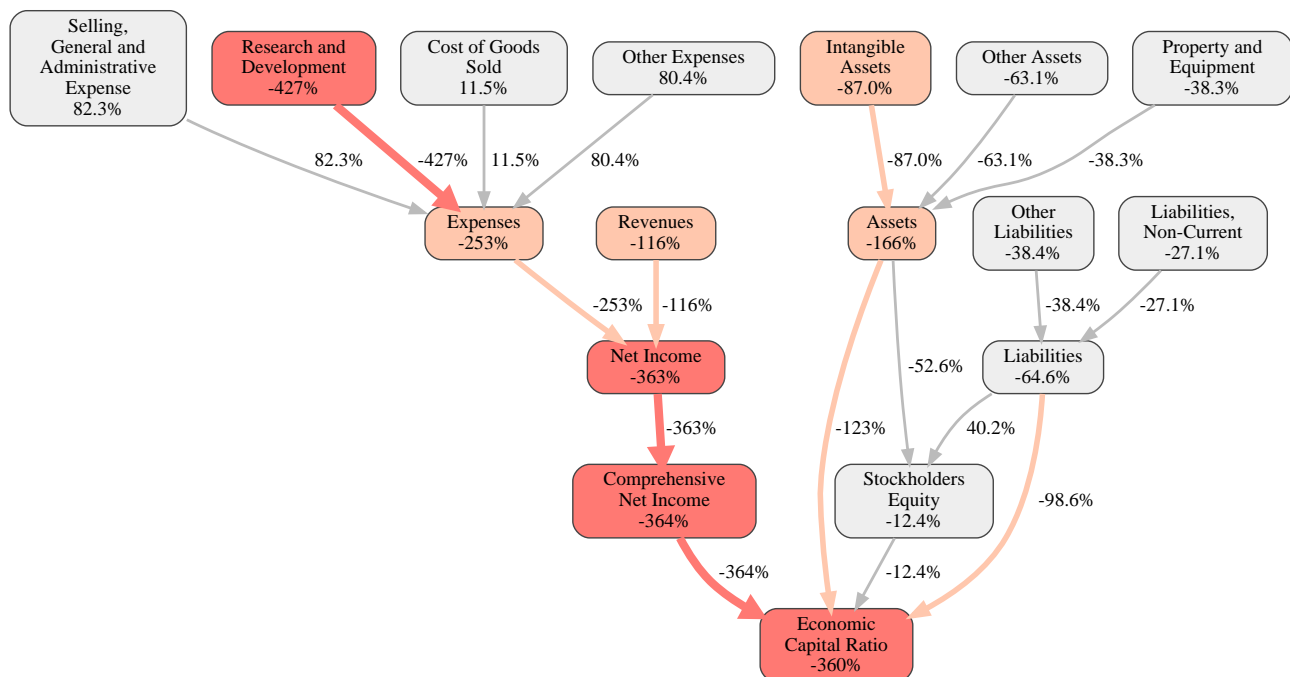 Selling,
General and
Administrative
Expense
82.3%
Research and
Development
-427%
Cost of Goods
Sold
11.5%
Other Expenses
80.4%
Intangible
Assets
-87.0%
Other Assets
-63.1%
Property and
Equipment
-38.3%
82.3%
-427%
11.5%
80.4%
-87.0%
-63.1%
-38.3%
Expenses
-253%
Revenues
-116%
Assets
-166%
Other
Liabilities
-38.4%
Liabilities,
Non-Current
-27.1%
-253%
-116%
-38.4%
-27.1%
Net Income
-363%
-52.6%
Liabilities
-64.6%
-363%
-123%
40.2%
Comprehensive
Net Income
-364%
Stockholders
Equity
-12.4%
-98.6%
-364%
-12.4%
Economic
Capital Ratio
-360%